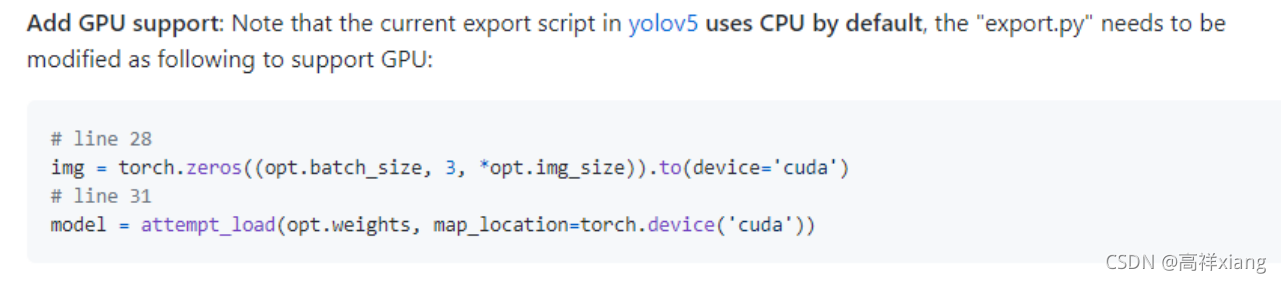 Add GPU support: Note that the current export script in yolov5 uses CPU by default, the "export.py" needs to be
modified as following to support GPU:
# line 28
img = torch.zeros((opt.batch_size, 3, *opt.img_size)).to(device='cuda')
# line 31
model = attempt_load(opt.weights, map_location=torch.device('cuda'))
CSDN @高祥xiang